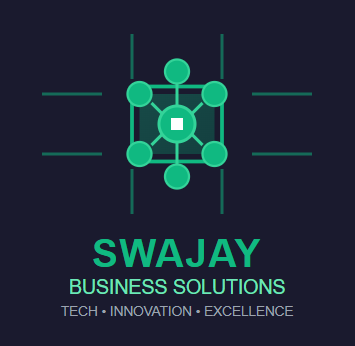 SWAJAY
BUSINESS SOLUTIONS
TECH • INNOVATION • EXCELLENCE